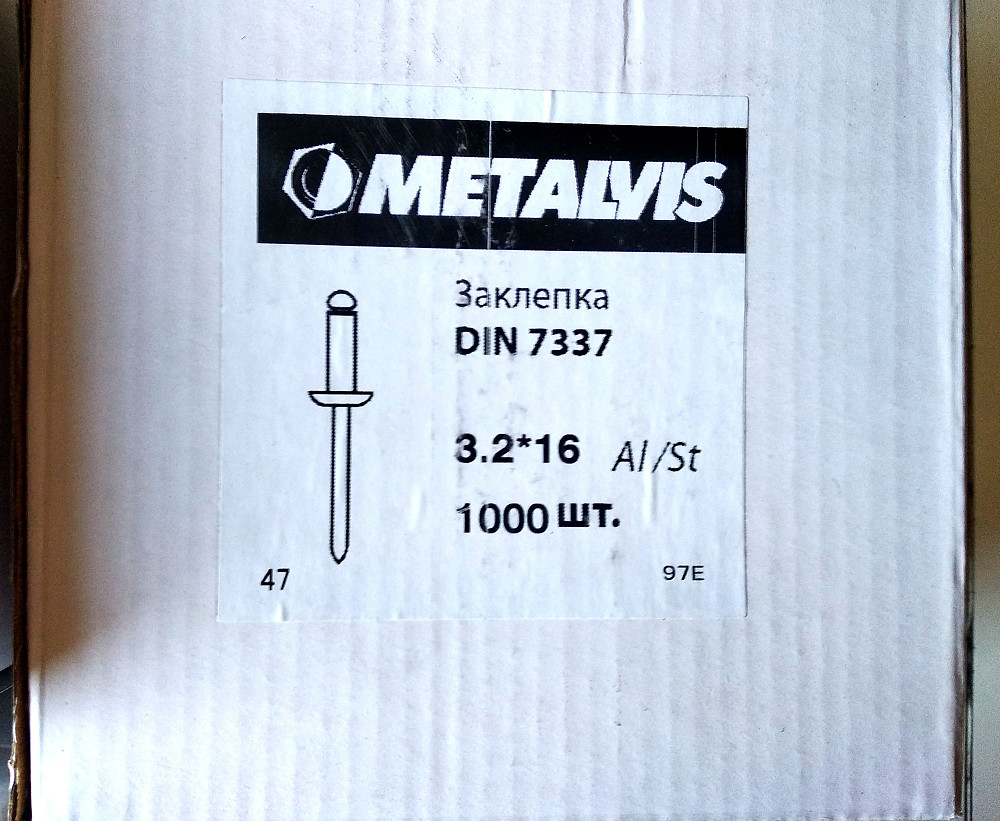 METALVIS
Заклепка
DIN 7337
3.2*16 Al/St
1000 шт.
47 97E